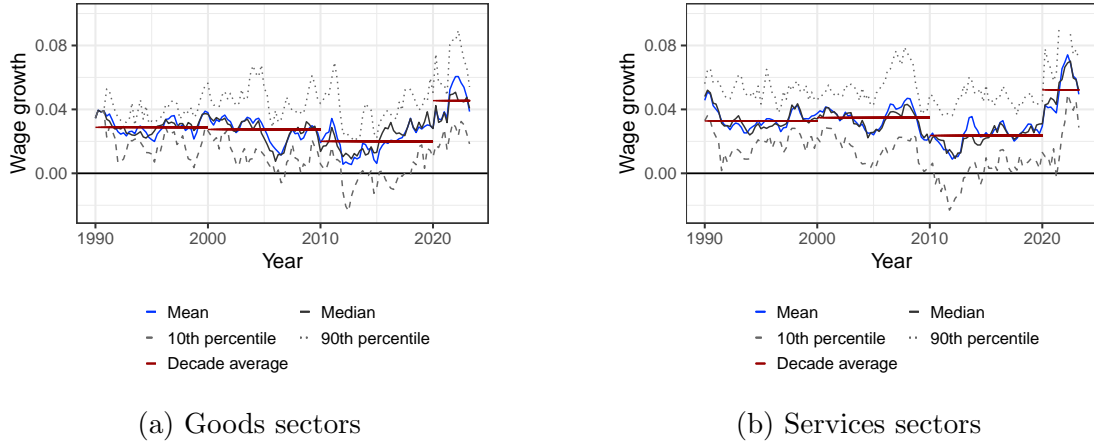 Wage growth
0.08
0.04
0.00
1990 2000 2010 2020
Year
Mean Median
10th percentile 90th percentile
Decade average
(a) Goods sectors
Wage growth
0.08
0.04
0.00
1990 2000 2010 2020
Year
Mean Median
10th percentile 90th percentile
Decade average
(b) Services sectors